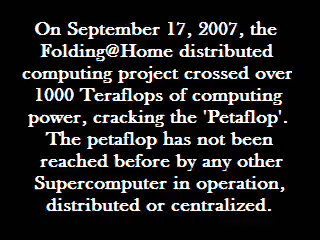 On September 17, 2007, the
Folding@Home distributed
computing project crossed over
1000 Teraflops of computing
power, cracking the 'Petaflop'.
The petaflop has not been
reached before by any other
Supercomputer in operation,
distributed or centralized.